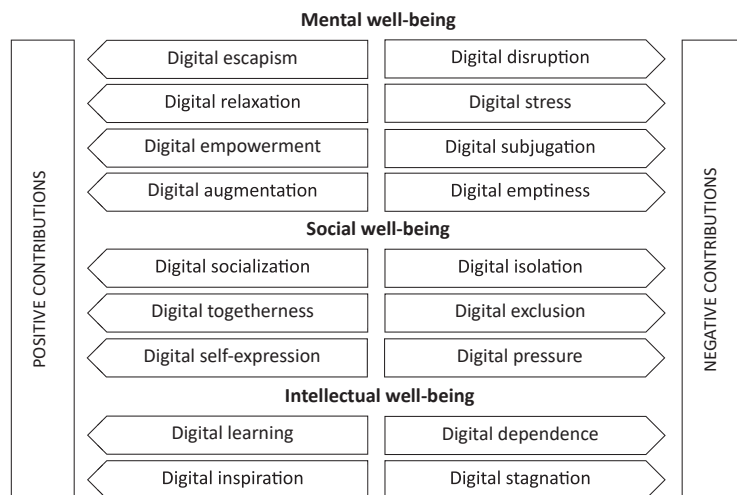 Mental well-being
Digital escapism
Digital disruption
Digital relaxation
Digital stress
Digital empowerment
Digital subjugation
Digital augmentation
Digital emptiness
Social well-being
Digital socialization
Digital isolation
Digital togetherness
Digital exclusion
Digital self-expression
Digital pressure
Intellectual well-being
Digital learning
Digital dependence
Digital inspiration
Digital stagnation
POSITIVE CONTRIBUTIONS
NEGATIVE CONTRIBUTIONS